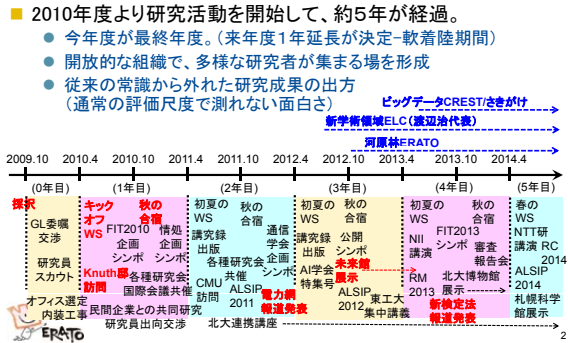 2010年度より研究活動を開始して、約5年が経過。
今年度が最終年度。（来年度1年延長が決定−軟着陸期間）
開放的な組織で、多様な研究者が集まる場を形成
従来の常識から外れた研究成果の出方
（通常の評価尺度で測れない面白さ）
ビッグデータCREST/さきがけ
新学術領域ELC（渡辺治代表）
河原林ERATO
2009.10 2010.4 2010.10 2011.4 2011.10 2012.4 2012.10 2013.4 2013.10 2014.4
(0年目) (1年目) (2年目) (3年目) (4年目) (5年目)
採択
GL委嘱
交渉
研究員
スカウト
オフィス選定
内装工事
キック
オフ
WS
秋の
合宿
FIT2010
企画
シンポ
情処
企画
シンポ
Knuth邸
訪問
各種研究会
国際会議共催
民間企業との共同研究
研究員出向交渉
初夏の
WS
秋の
合宿
講究録
出版
通信
学会
企画
シンポ
各種研究会
共催
CMU
訪問
ALSIP
2011
電力網
報道発表
北大連携講座
初夏の
WS
秋の
合宿
講究録
出版
公開
シンポ
AI学会
特集号
未来館
展示
ALSIP
2012
東工大
集中講義
初夏の
WS
秋の
合宿
NII
講演
FIT2013
シンポ
審査
報告会
RM
2013
北大博物館
展示
新検定法
報道発表
春の
WS
NTT研
講演
RC
2014
ALSIP
2014
札幌科学
館展示
ERATO
2